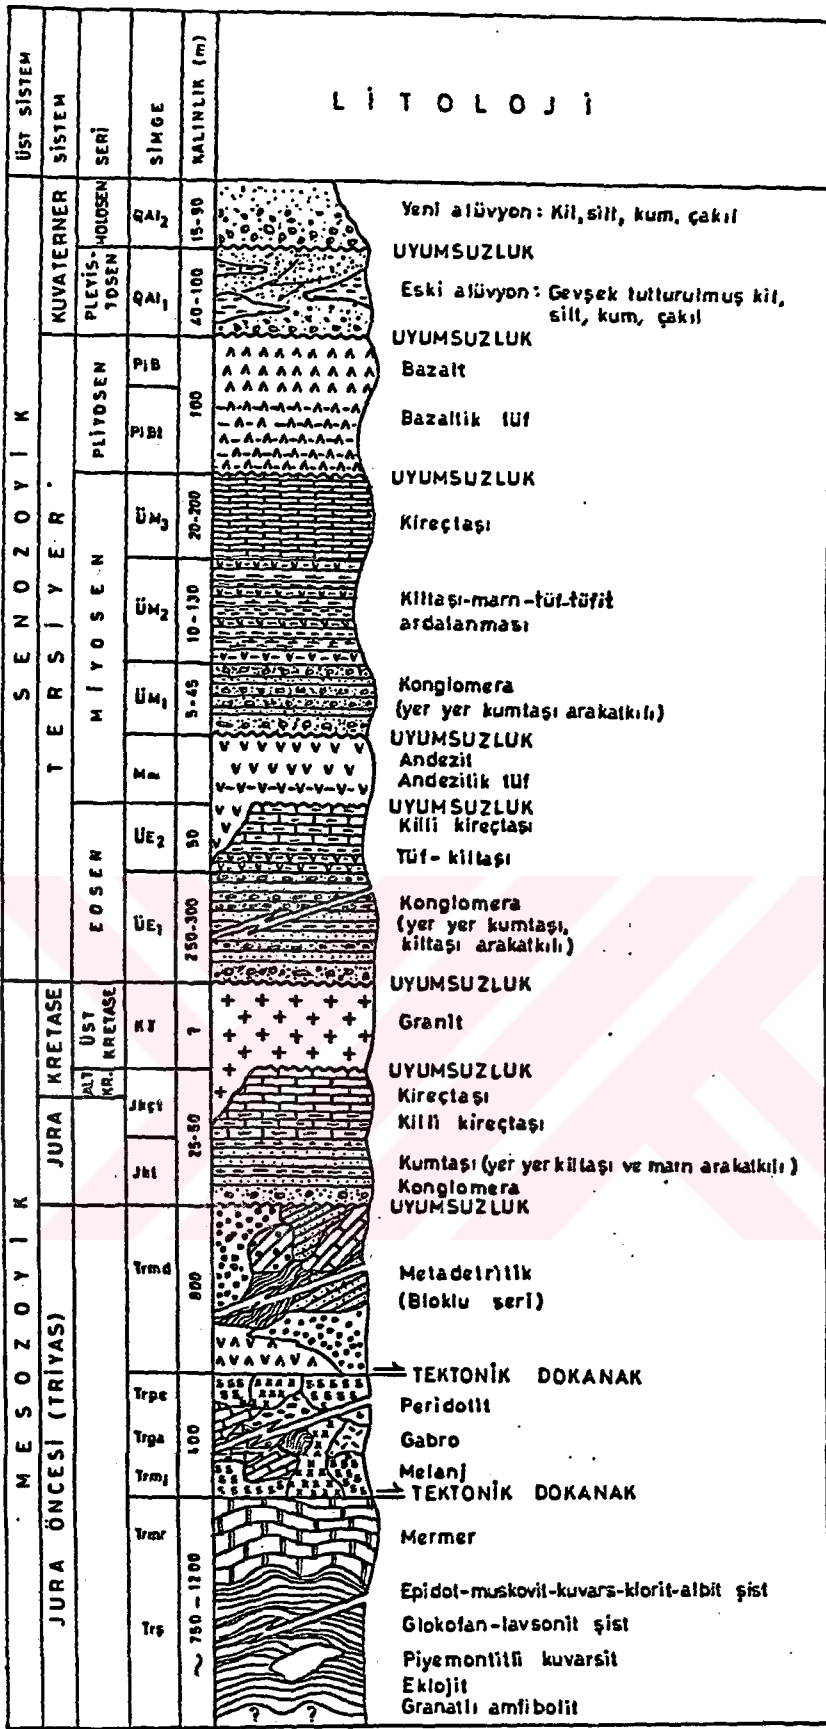 ÜST SİSTEM
SİSTEM
SERİ
SİMGE
KALINLIK (m)
LİTOLOJİ
SENOZOYİK
KUVATERNER
HOLOSEN
QAl2
15-90
Yeni alüvyon: Kil, silt, kum, çakıl
UYUMSUZLUK
PLEYİS-
TOSEN
QAl1
40-100
Eski alüvyon: Gevşek tutturulmuş kil,
silt, kum, çakıl
UYUMSUZLUK
TERSİYER
PLİYOSEN
PlB
100
Bazalt
PlBt
Bazaltik tüf
UYUMSUZLUK
MİYOSEN
ÜM3
20-200
Kireçtaşı
ÜM2
10-130
Kiltaşı-marn-tüf-tüfit
ardalanması
ÜM1
5-45
Konglomera
(yer yer kumtaşı arakatkılı)
UYUMSUZLUK
Andezit
Andezitik tüf
UYUMSUZLUK
EOSEN
ÜE2
50
Killi kireçtaşı
Tüf-kiltaşı
ÜE1
250-300
Konglomera
(yer yer kumtaşı,
kiltaşı arakatkılı)
UYUMSUZLUK
MESOZOYİK
KRETASE
ÜST
KRETASE
?
Granit
UYUMSUZLUK
ALT
KR.
JURA
Jkçt
25-50
Kireçtaşı
Killi kireçtaşı
Jkt
Kumtaşı (yer yer kiltaşı ve marn arakatkılı)
Konglomera
UYUMSUZLUK
JURA ÖNCESİ (TRİYAS)
Trmd
800
Metadetritik
(Bloklu seri)
TEKTONİK DOKANAK
Trpe
400
Peridotit
Trga
Gabro
Trmj
Melanj
TEKTONİK DOKANAK
Trmr
~750-1200
Mermer
Trş
Epidot-muskovit-kuvars-klorit-albit şist
Glokofan-lavsonit şist
Piyemontitli kuvarsit
Eklojit
Granatlı amfibolit
? ?